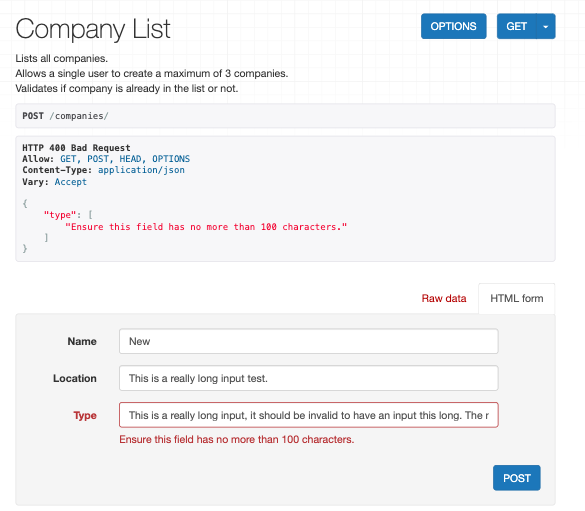 Company List
OPTIONS
GET
Lists all companies.
Allows a single user to create a maximum of 3 companies.
Validates if company is already in the list or not.
POST /companies/
HTTP 400 Bad Request
Allow: GET, POST, HEAD, OPTIONS
Content-Type: application/json
Vary: Accept
{
"type": [
"Ensure this field has no more than 100 characters."
]
}
Raw data
HTML form
Name
New
Location
This is a really long input test.
Type
This is a really long input, it should be invalid to have an input this long. The r
Ensure this field has no more than 100 characters.
POST